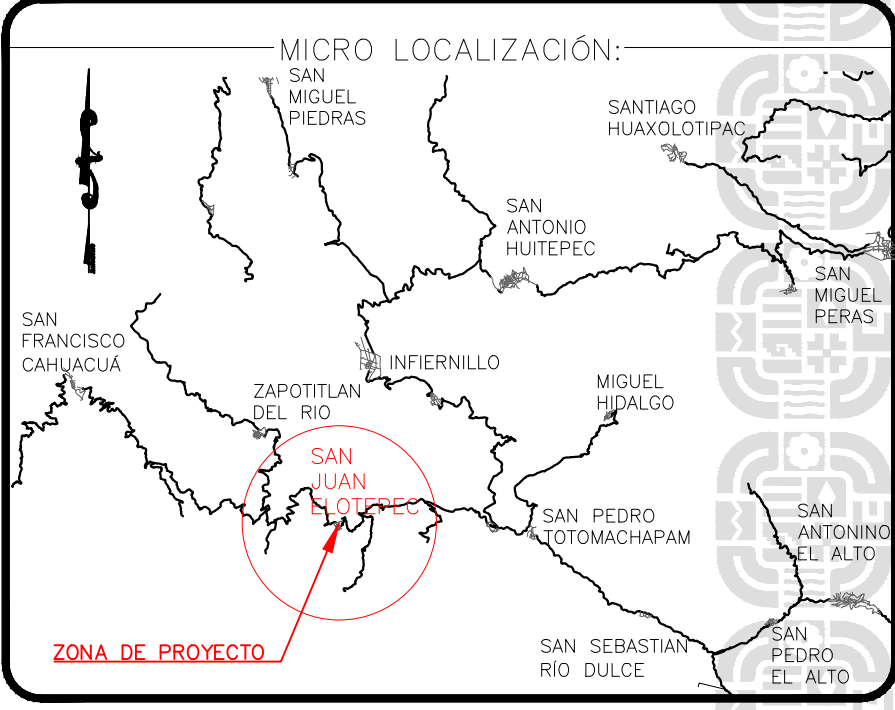 MICRO LOCALIZACIÓN:
SAN
MIGUEL
PIEDRAS
SANTIAGO
HUAXOLOTIPAC
SAN
ANTONIO
HUITEPEC
SAN
MIGUEL
PERAS
SAN
FRANCISCO
CAHUACUÁ
INFIERNILLO
ZAPOTITLAN
DEL RIO
MIGUEL
HIDALGO
SAN
JUAN
ELOTEPEC
SAN PEDRO
TOTOMACHAPAM
SAN
ANTONINO
EL ALTO
ZONA DE PROYECTO
SAN SEBASTIAN
RÍO DULCE
SAN
PEDRO
EL ALTO